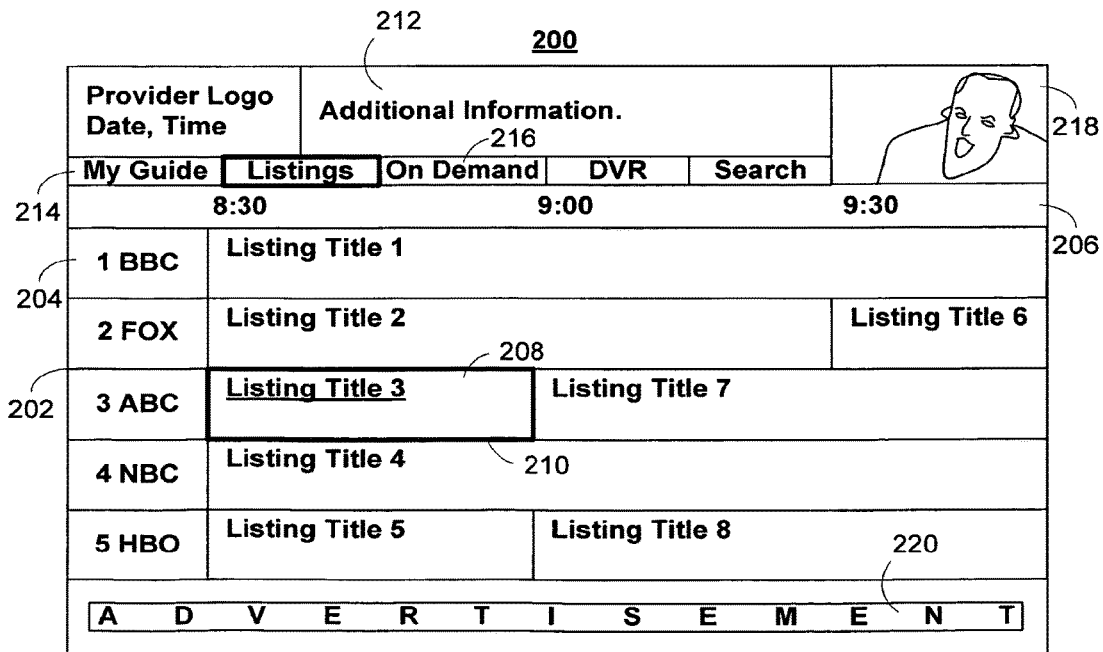 212
200
Provider Logo
Date, Time
Additional Information.
216
218
My Guide Listings On Demand DVR Search
214
8:30 9:00 9:30
206
1 BBC Listing Title 1
204
2 FOX Listing Title 2 Listing Title 6
208
202
3 ABC Listing Title 3 Listing Title 7
210
4 NBC Listing Title 4
5 HBO Listing Title 5 Listing Title 8
220
A D V E R T I S E M E N T